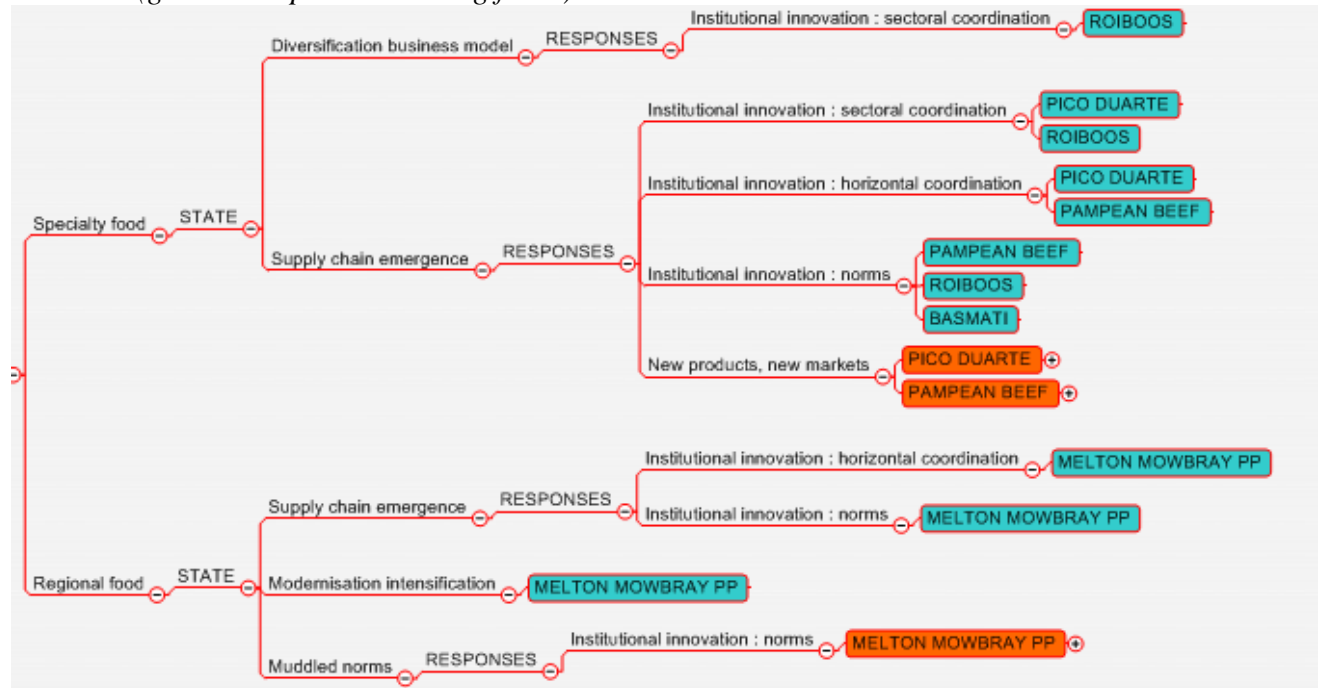 Institutional innovation : sectoral coordination ROIBOOS
Diversification business model RESPONSES
Institutional innovation : sectoral coordination PICO DUARTE
ROIBOOS
Institutional innovation : horizontal coordination PICO DUARTE
PAMPEAN BEEF
Specialty food STATE
Supply chain emergence RESPONSES
Institutional innovation : norms PAMPEAN BEEF
ROIBOOS
BASMATI
New products, new markets PICO DUARTE
PAMPEAN BEEF
Institutional innovation : horizontal coordination MELTON MOWBRAY PP
Supply chain emergence RESPONSES
Institutional innovation : norms MELTON MOWBRAY PP
Regional food STATE
Modernisation intensification MELTON MOWBRAY PP
Institutional innovation : norms MELTON MOWBRAY PP
Muddled norms RESPONSES